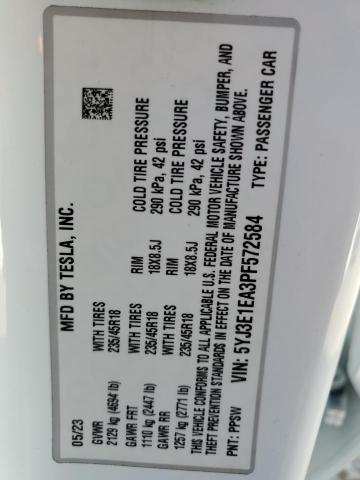 MFD BY TESLA, INC.
05/23
GVWR
2129 kg (4694 lb)
GAWR FRT WITH TIRES RIM COLD TIRE PRESSURE
1110 kg (2447 lb) 235/45R18 18X8.5J 290 kPa, 42 psi
GAWR RR WITH TIRES RIM COLD TIRE PRESSURE
1257 kg (2771 lb) 235/45R18 18X8.5J 290 kPa, 42 psi
THIS VEHICLE CONFORMS TO ALL APPLICABLE U.S. FEDERAL MOTOR VEHICLE SAFETY, BUMPER, AND
THEFT PREVENTION STANDARDS IN EFFECT ON THE DATE OF MANUFACTURE SHOWN ABOVE.
PNT: PPSW VIN: 5YJ3E1EA3PF572584 TYPE: PASSENGER CAR